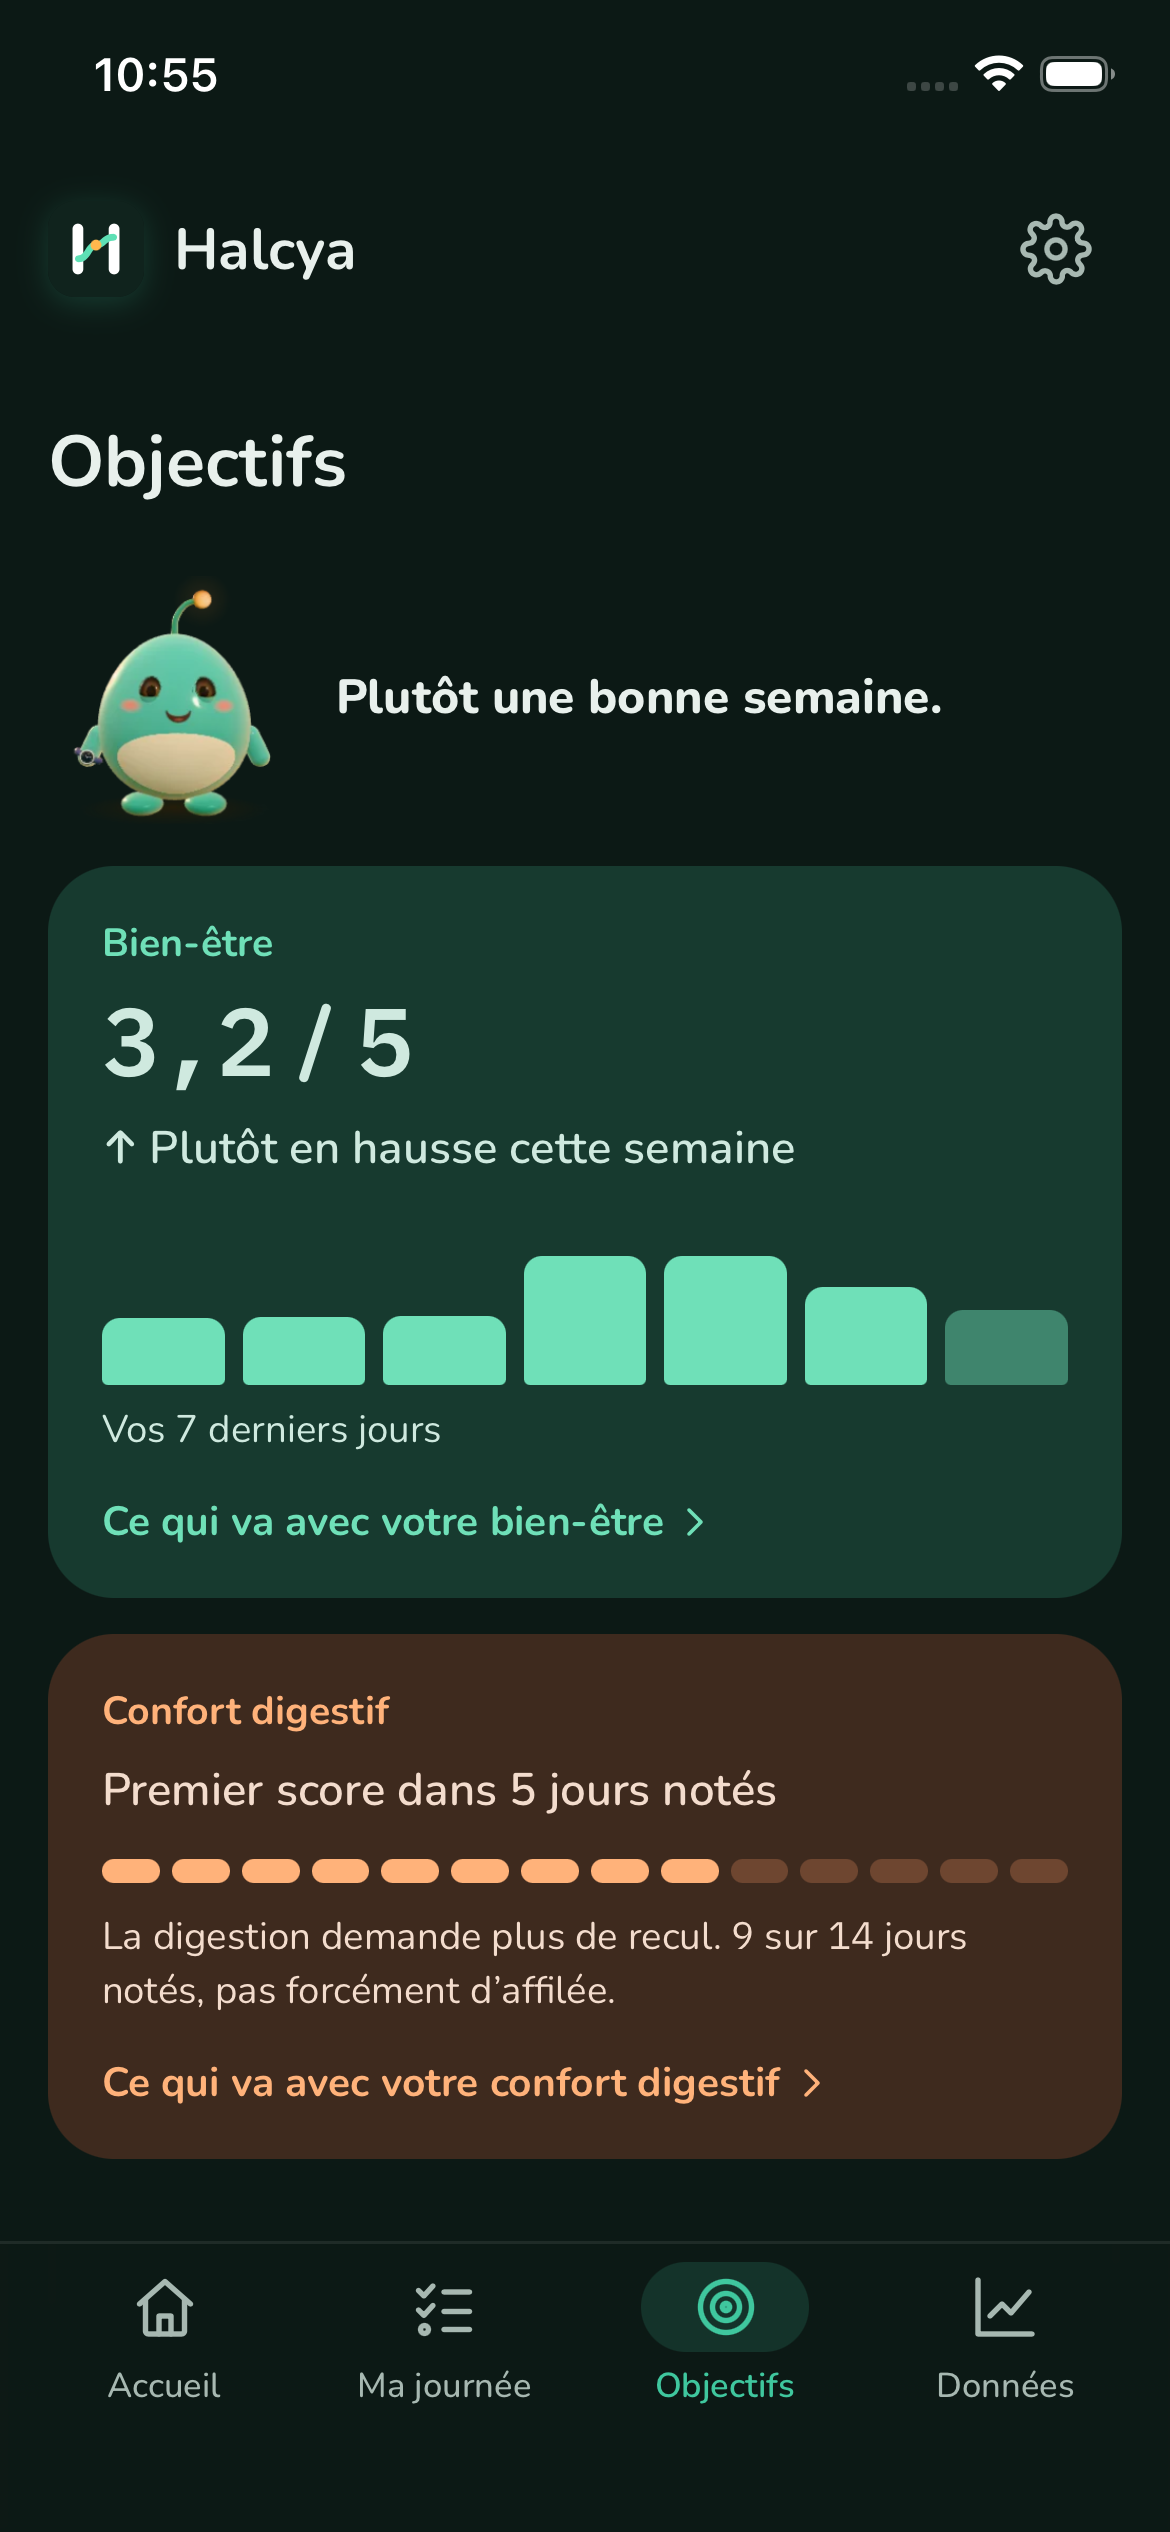 10:55
Halcya
Objectifs
Plutôt une bonne semaine.
Bien-être
3,2/5
↑ Plutôt en hausse cette semaine
Vos 7 derniers jours
Ce qui va avec votre bien-être >
Confort digestif
Premier score dans 5 jours notés
La digestion demande plus de recul. 9 sur 14 jours
notés, pas forcément d’affilée.
Ce qui va avec votre confort digestif >
Accueil
Ma journée
Objectifs
Données